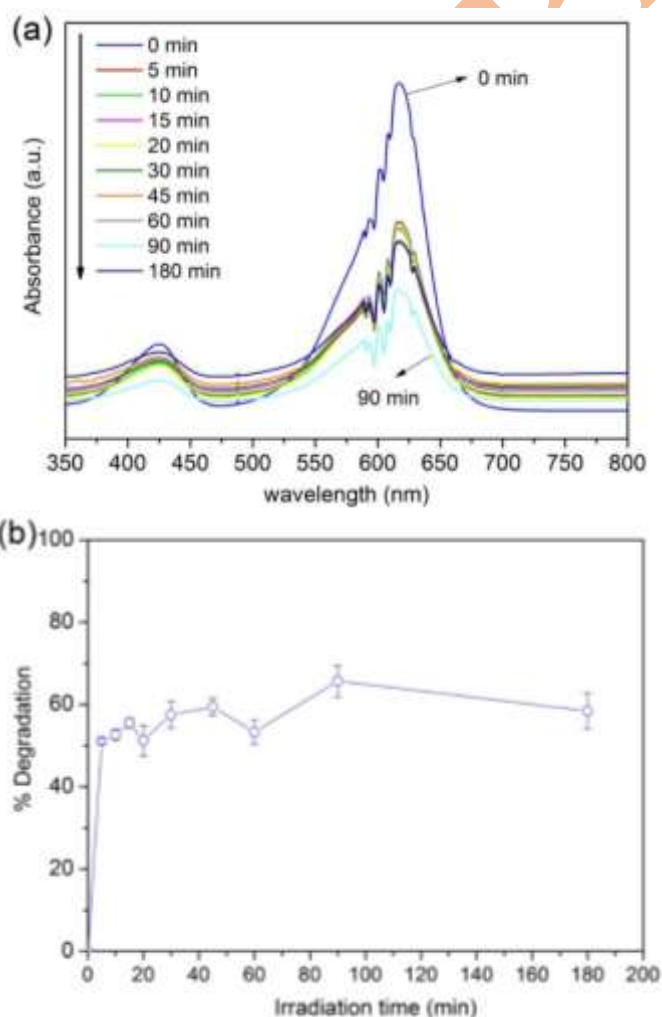 (a)
0 min
5 min
10 min
15 min
20 min
30 min
45 min
60 min
90 min
180 min
0 min
90 min
Absorbance (a.u.)
350 400 450 500 550 600 650 700 750 800
wavelength (nm)
(b)
100
80
60
40
20
0
% Degradation
0 20 40 60 80 100 120 140 160 180 200
Irradiation time (min)